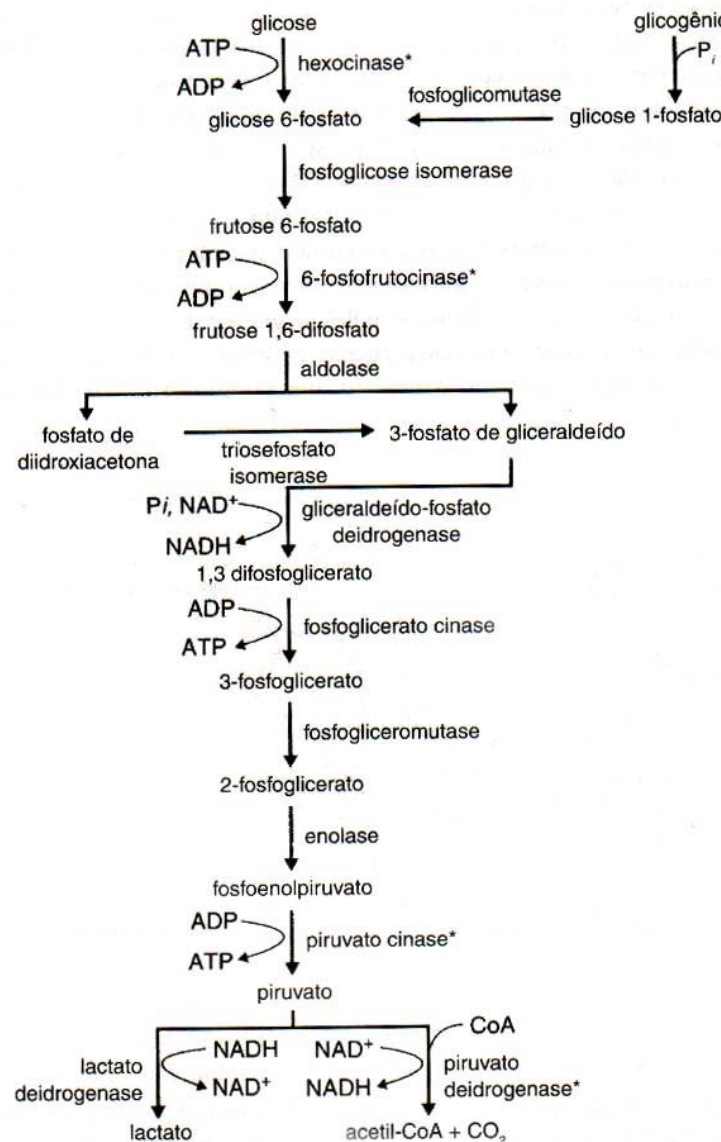 glicose
glicogêni
ATP
hexocinase*
ADP
Pi
fosfoglicomutase
glicose 6-fosfato
glicose 1-fosfato
fosfoglicose isomerase
frutose 6-fosfato
ATP
6-fosfofrutocinase*
ADP
frutose 1,6-difosfato
aldolase
fosfato de
diidroxiacetona
triosefosfato
isomerase
3-fosfato de gliceraldeído
Pi, NAD+
NADH
gliceraldeído-fosfato
deidrogenase
1,3 difosfoglicerato
ADP
ATP
fosfoglicerato cinase
3-fosfoglicerato
fosfogliceromutase
2-fosfoglicerato
enolase
fosfoenolpiruvato
ADP
ATP
piruvato cinase*
piruvato
lactato
deidrogenase
NADH
NAD+
NAD+
NADH
CoA
piruvato
deidrogenase*
lactato
acetil-CoA + CO2